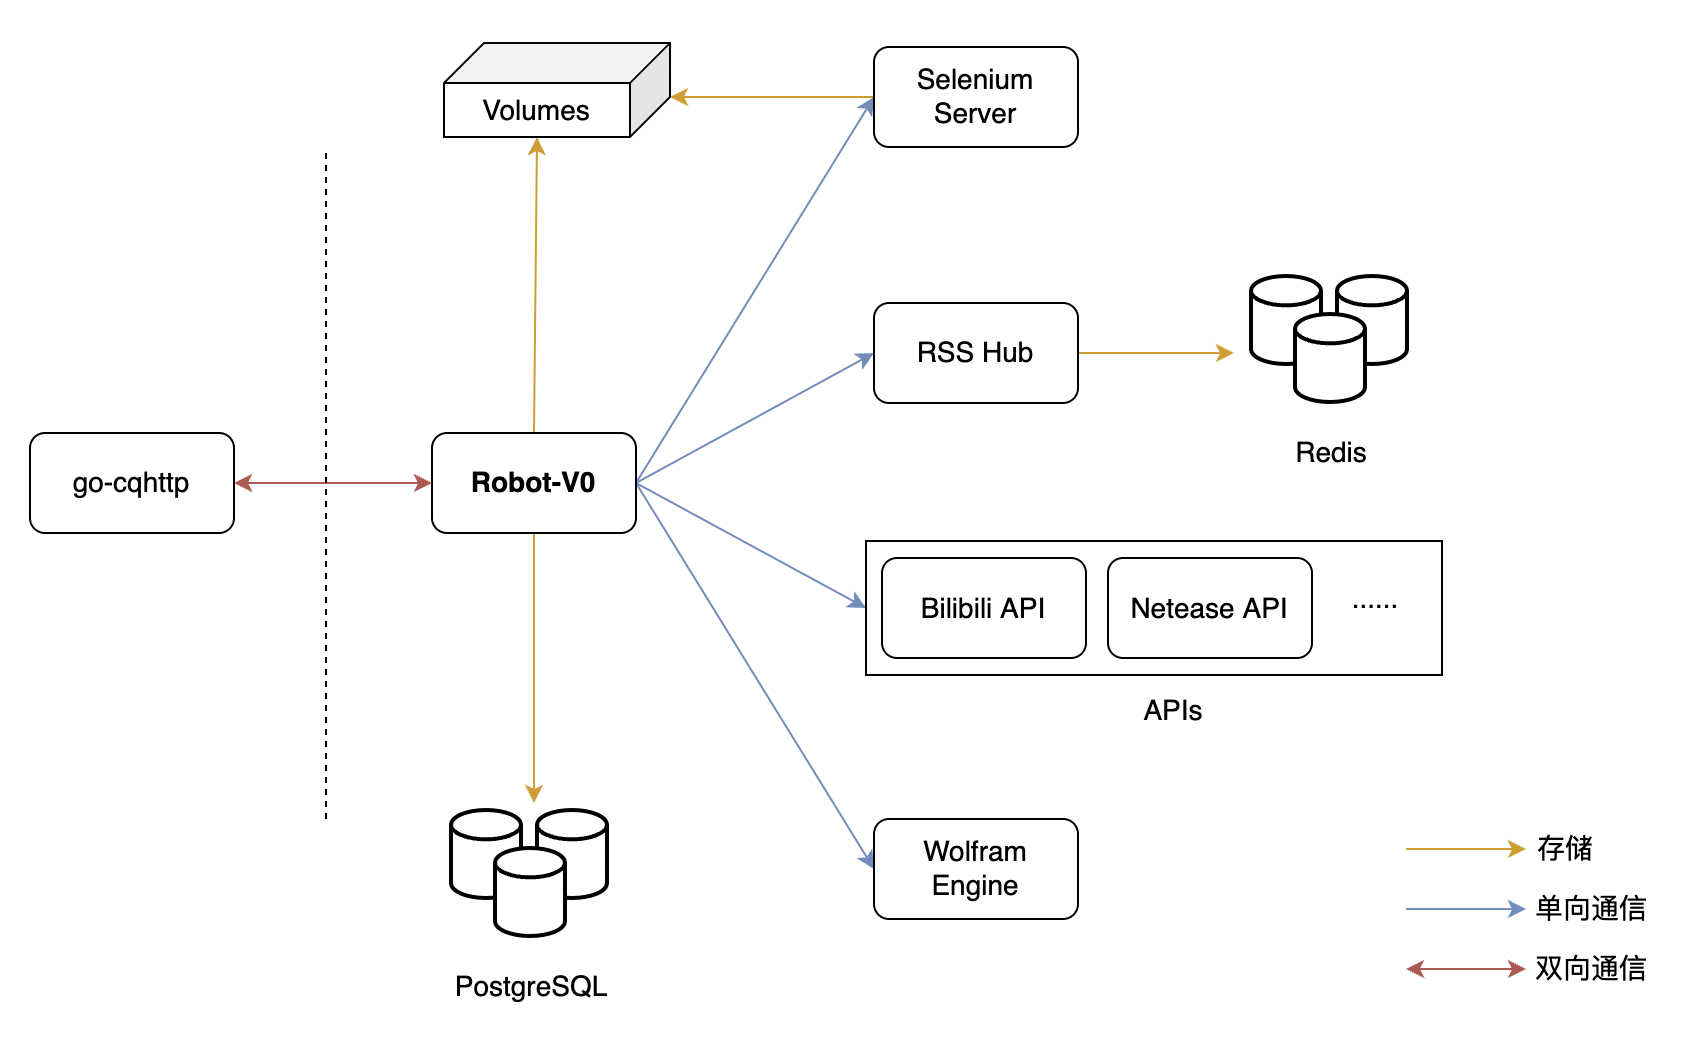 Volumes
Selenium
Server
RSS Hub
Redis
go-cqhttp
Robot-V0
Bilibili API
Netease API
······
APIs
Wolfram
Engine
PostgreSQL
存储
单向通信
双向通信